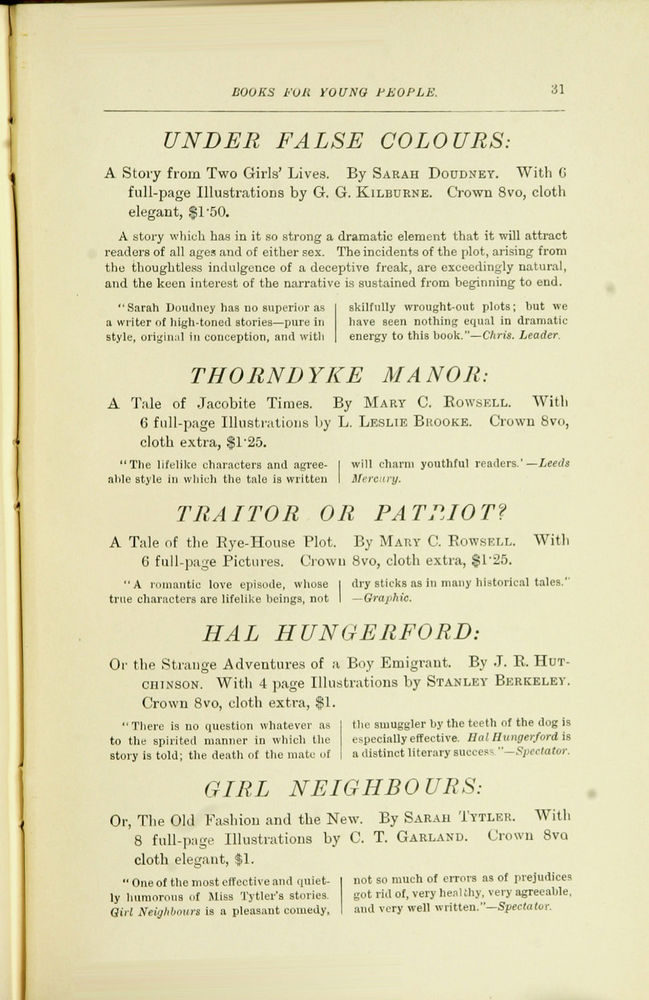 BOOKS FOR YOUNG PEOPLE. 31
UNDER FALSE COLOURS:
A Story from Two Girls' Lives. By SARAH DOUDNEY. With 6
full-page Illustrations by G. G. KILBURNE. Crown 8vo, cloth
elegant, $1·50.
A story which has in it so strong a dramatic element that it will attract
readers of all ages and of either sex. The incidents of the plot, arising from
the thoughtless indulgence of a deceptive freak, are exceedingly natural,
and the keen interest of the narrative is sustained from beginning to end.
"Sarah Doudney has no superior as
a writer of high-toned stories—pure in
style, original in conception, and with
skilfully wrought-out plots; but we
have seen nothing equal in dramatic
energy to this book."—Chris. Leader.
THORNDYKE MANOR:
A Tale of Jacobite Times. By MARY C. ROWSELL. With
6 full-page Illustrations by L. LESLIE BROOKE. Crown 8vo,
cloth extra, $1·25.
"The lifelike characters and agree-
able style in which the tale is written
will charm youthful readers.'—Leeds
Mercury.
TRAITOR OR PATRIOT?
A Tale of the Rye-House Plot. By MARY C. ROWSELL. With
6 full-page Pictures. Crown 8vo, cloth extra, $1·25.
"A romantic love episode, whose
true characters are lifelike beings, not
dry sticks as in many historical tales."
—Graphic.
HAL HUNGERFORD:
Or the Strange Adventures of a Boy Emigrant. By J. R. HUT-
CHINSON. With 4 page Illustrations by STANLEY BERKELEY.
Crown 8vo, cloth extra, $1.
"There is no question whatever as
to the spirited manner in which the
story is told; the death of the mate of
the smuggler by the teeth of the dog is
especially effective. Hal Hungerford is
a distinct literary success."—Spectator.
GIRL NEIGHBOURS:
Or, The Old Fashion and the New. By SARAH TYTLER. With
8 full-page Illustrations by C. T. GARLAND. Crown 8vo
cloth elegant, $1.
"One of the most effective and quiet-
ly humorous of Miss Tytler's stories.
Girl Neighbours is a pleasant comedy,
not so much of errors as of prejudices
got rid of, very healthy, very agreeable,
and very well written."—Spectator.